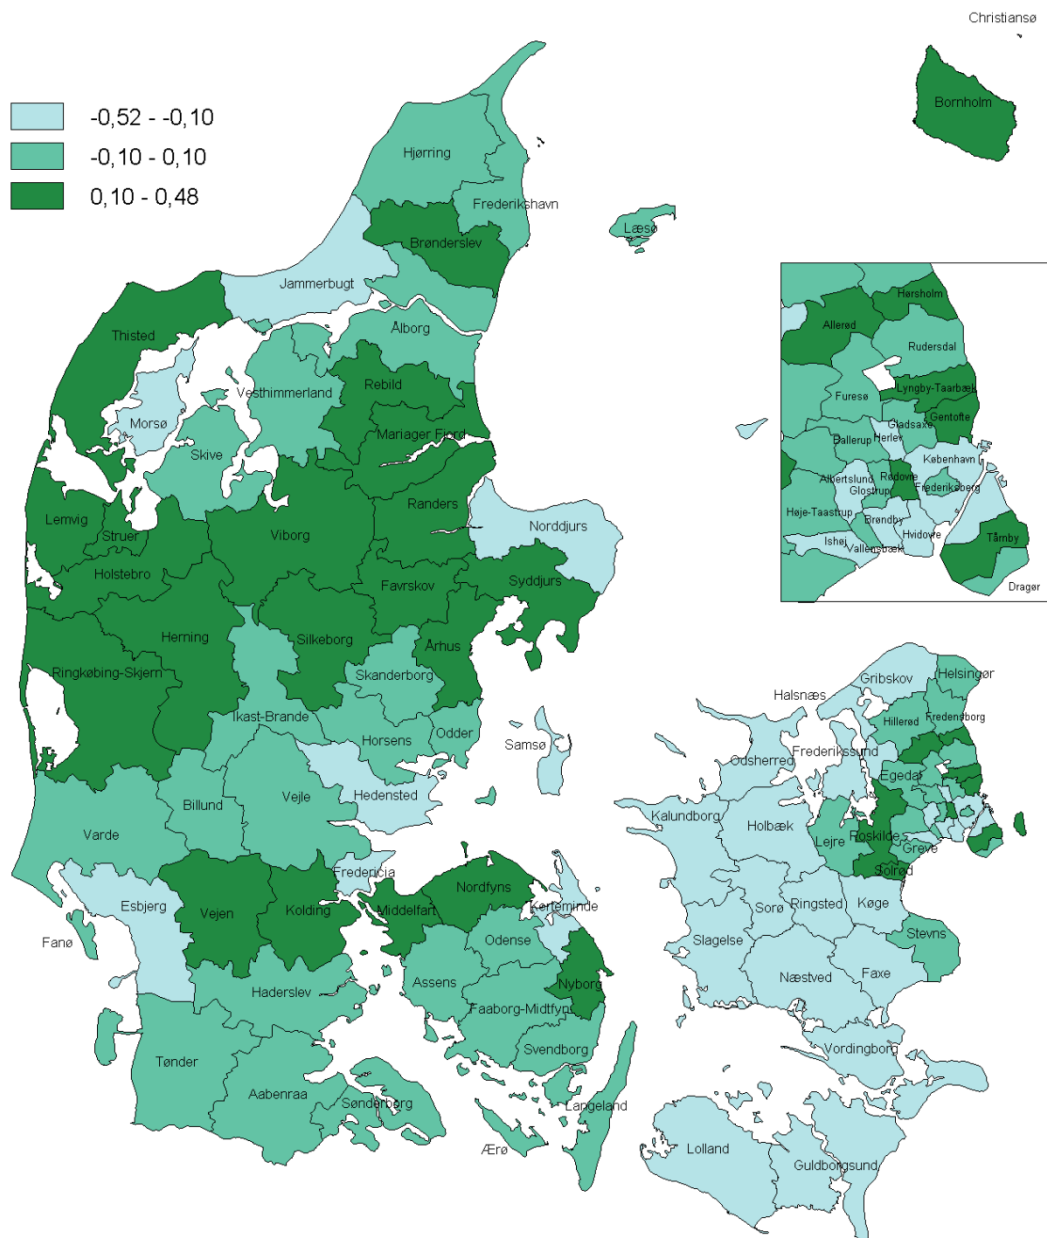 Christiansø
-0,52 - -0,10
-0,10 - 0,10
0,10 - 0,48
Bornholm
Hjørring
Frederikshavn
Læsø
Brønderslev
Jammerbugt
Ålborg
Thisted
Vesthimmerland
Rebild
Morsø
Mariager Fjord
Skive
Randers
Lemvig
Struer
Viborg
Norddjurs
Holstebro
Favrskov
Syddjurs
Herning
Silkeborg
Århus
Ringkøbing-Skjern
Skanderborg
Ikast-Brande
Horsens
Odder
Samsø
Hedensted
Billund
Vejle
Varde
Fredericia
Esbjerg
Vejen
Kolding
Middelfart
Nordfyns
Kerteminde
Fanø
Odense
Assens
Nyborg
Haderslev
Faaborg-Midtfyns
Svendborg
Tønder
Aabenraa
Sønderborg
Langeland
Ærø
Hørsholm
Allerød
Rudersdal
Furesø
Lyngby-Taarbæk
Gentofte
Gladsaxe
Ballerup
Herlev
København
Albertslund
Rødovre
Glostrup
Frederiksberg
Høje-Taastrup
Brøndby
Hvidovre
Ishøj
Vallensbæk
Tårnby
Dragør
Gribskov
Helsingør
Halsnæs
Hillerød
Fredensborg
Frederikssund
Odsherred
Egedal
Kalundborg
Holbæk
Lejre
Roskilde
Greve
Solrød
Sorø
Ringsted
Køge
Slagelse
Stevns
Næstved
Faxe
Vordingborg
Lolland
Guldborgsund